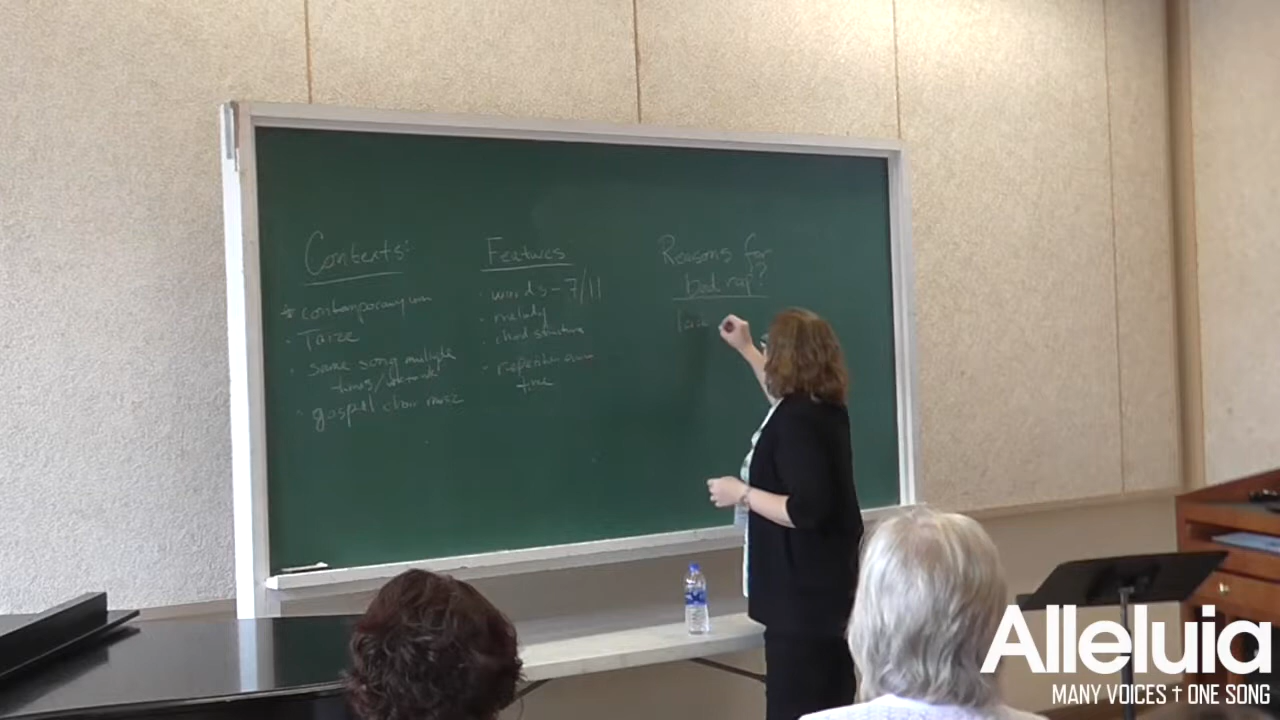 Contexts:
* contemporary
· Taize
· same song multiple
times/
· gospel choir music
Features
· words - 7/11
· melody
· chord structure
· repetition over
time
Reasons for
bad rap?
Alleluia
MANY VOICES † ONE SONG